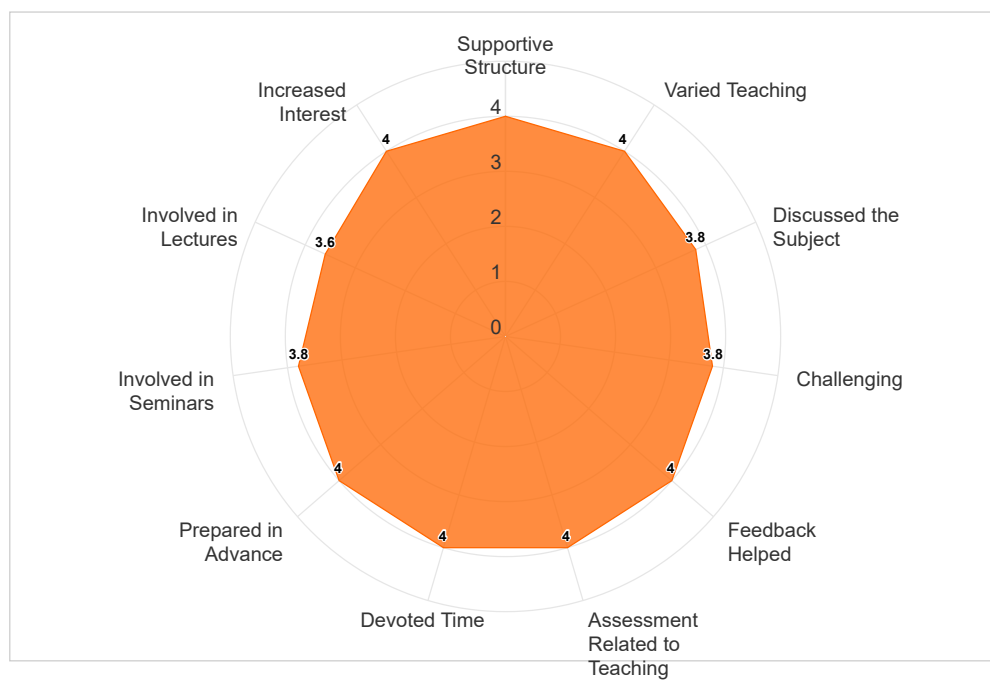 Supportive
Structure
Increased
Interest
Varied Teaching
4
4
4
3.6
3.8
3
2
1
0
Involved in
Lectures
Discussed the
Subject
3.8
3.8
Involved in
Seminars
Challenging
4
4
Prepared in
Advance
Feedback
Helped
4
4
Devoted Time
Assessment
Related to
Teaching